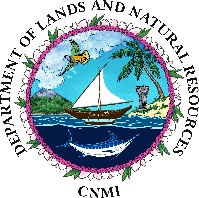 DEPARTMENT OF LANDS AND NATURAL RESOURCES
CNMI